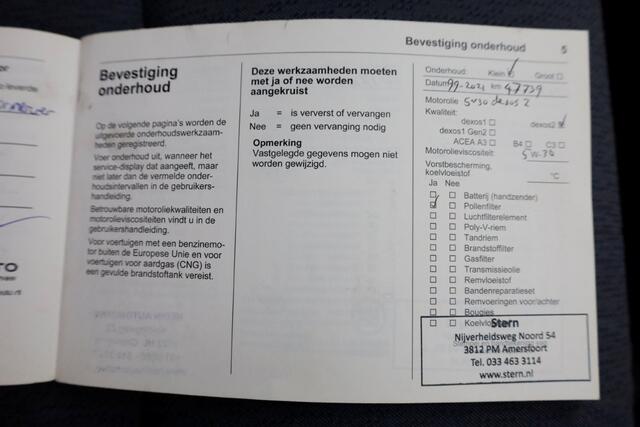 Bevestiging onderhoud 5
Bevestiging
onderhoud
Op de volgende pagina's worden de
uitgevoerde onderhoudswerkzaam-
heden geregistreerd.
Voer onderhoud uit, wanneer het
service-display dat aangeeft, maar
niet later dan de vermelde onder-
houdsintervallen in de gebruikers-
handleiding.
Betrouwbare motoroliekwaliteiten en
motorolieviscositeiten vindt u in de
gebruikershandleiding.
Voor voertuigen met een benzinemo-
tor buiten de Europese Unie en voor
voertuigen voor aardgas (CNG) is
een gevulde brandstoftank vereist.
Deze werkzaamheden moeten
met ja of nee worden
aangekruist
Ja = is ververst of vervangen
Nee = geen vervanging nodig
Opmerking
Vastgelegde gegevens mogen niet
worden gewijzigd.
Onderhoud: Klein Groot
Datum -2021 km 47739
Motorolie 5w30 dexos 2
Kwaliteit:
dexos1 dexos2
dexos1 Gen2
ACEA A3 B4 C3
Motorolieviscositeit: 5W-30
Vorstbescherming,
koelvloeistof °C
Ja Nee
Batterij (handzender)
Pollenfilter
Luchtfilterelement
Poly-V-riem
Tandriem
Brandstoffilter
Gasfilter
Transmissieolie
Remvloeistof
Bandenreparatieset
Remvoeringen voor/achter
Bougies
Stern
Nijverheidsweg Noord 54
3812 PM Amersfoort
Tel. 033 463 3114
www.stern.nl